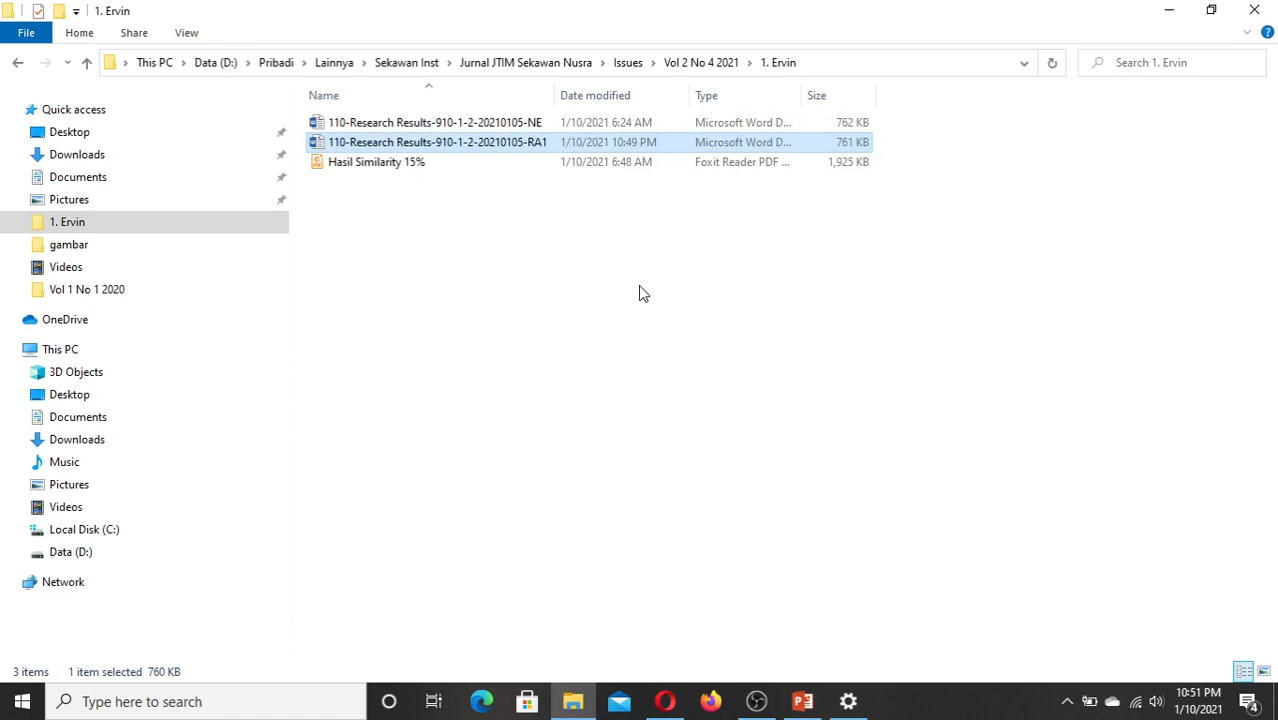 1. Ervin
File Home Share View
This PC Data (D:) Pribadi Lainnya Sekawan Inst Jurnal JTIM Sekawan Nusra Issues Vol 2 No 4 2021 1. Ervin
Search 1. Ervin
Name Date modified Type Size
110-Research Results-910-1-2-20210105-NE 1/10/2021 6:24 AM Microsoft Word D... 762 KB
110-Research Results-910-1-2-20210105-RA1 1/10/2021 10:49 PM Microsoft Word D... 761 KB
Hasil Similarity 15% 1/10/2021 6:48 AM Foxit Reader PDF ... 1,925 KB
Quick access
Desktop
Downloads
Documents
Pictures
1. Ervin
gambar
Videos
Vol 1 No 1 2020
OneDrive
This PC
3D Objects
Desktop
Documents
Downloads
Music
Pictures
Videos
Local Disk (C:)
Data (D:)
Network
3 items 1 item selected 760 KB
Type here to search
10:51 PM
1/10/2021
4